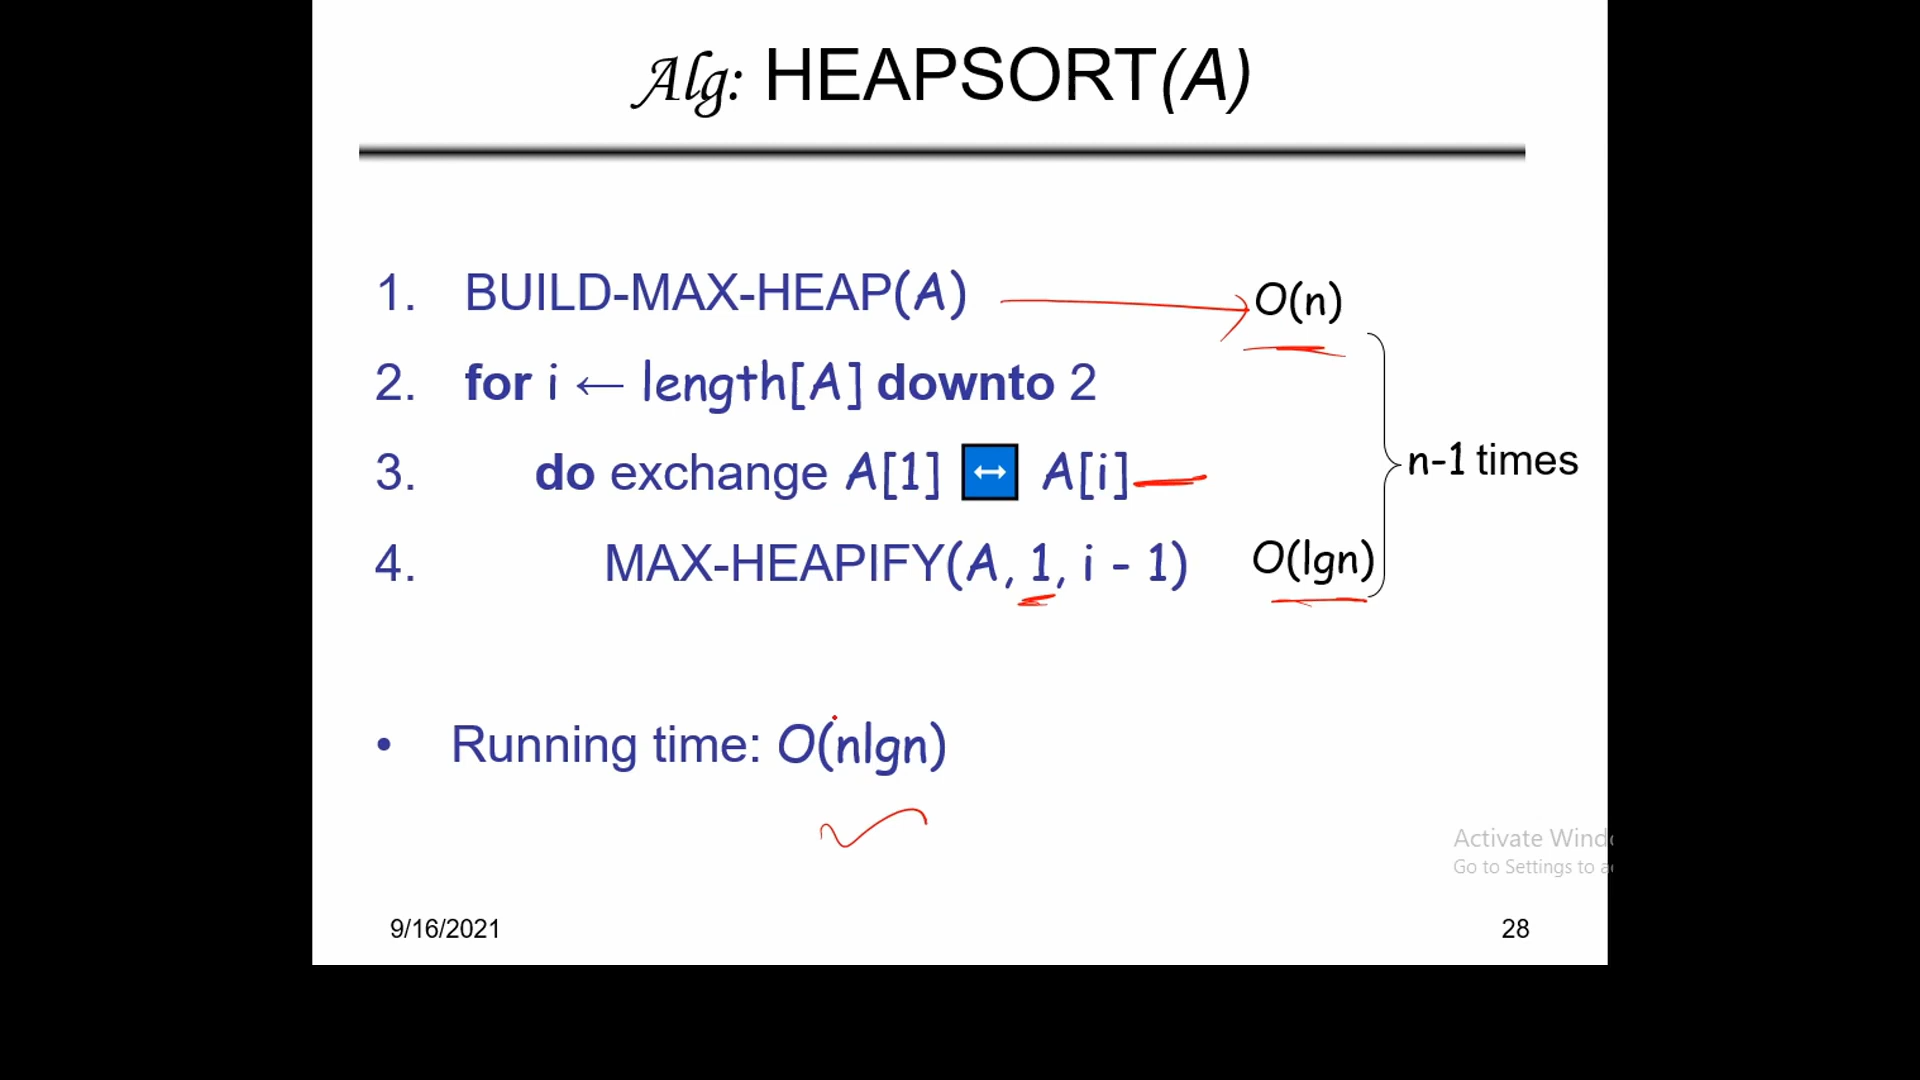 Alg: HEAPSORT(A)
1. BUILD-MAX-HEAP(A) O(n)
2. for i ← length[A] downto 2
3. do exchange A[1] ↔ A[i]
n-1 times
4. MAX-HEAPIFY(A, 1, i - 1) O(lgn)
• Running time: O(nlgn)
Activate
Go to Settings to
9/16/2021
28